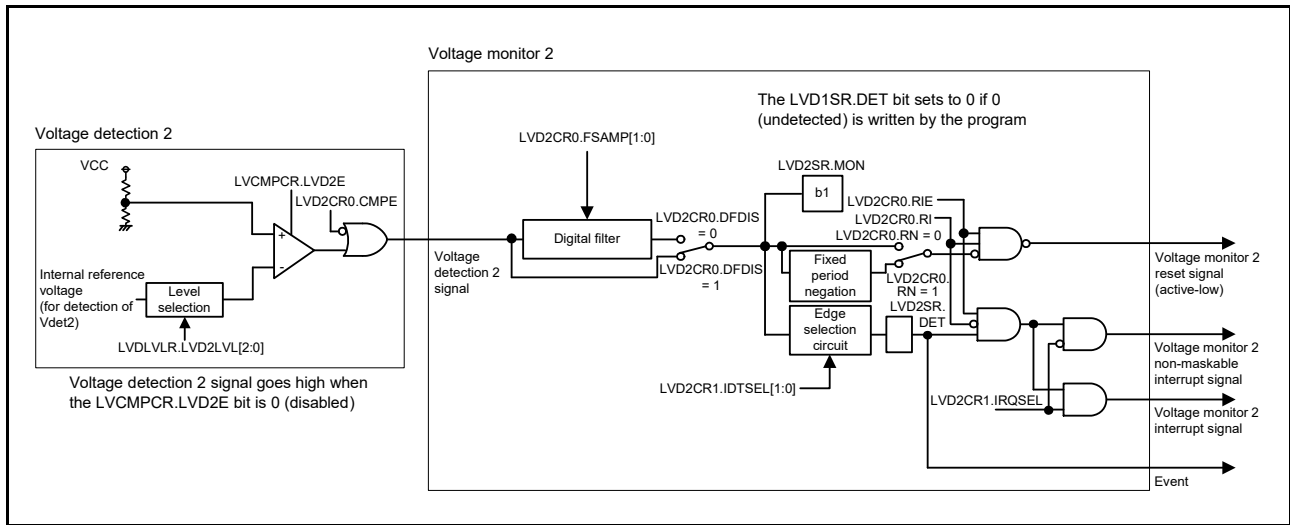 Voltage monitor 2
The LVD1SR.DET bit sets to 0 if 0
(undetected) is written by the program
Voltage detection 2
VCC
LVCMPCR.LVD2E
LVD2CR0.CMPE
+
-
Internal reference
voltage
(for detection of
Vdet2)
Level
selection
LVDLVLR.LVD2LVL[2:0]
Voltage detection 2 signal goes high when
the LVCMPCR.LVD2E bit is 0 (disabled)
LVD2CR0.FSAMP[1:0]
Digital filter
Voltage
detection 2
signal
LVD2CR0.DFDIS
= 0
LVD2CR0.DFDIS
= 1
LVD2SR.MON
b1
LVD2CR0.RIE
LVD2CR0.RI
LVD2CR0.RN = 0
Fixed
period
negation
LVD2CR0.
RN = 1
LVD2SR.
DET
Edge
selection
circuit
LVD2CR1.IDTSEL[1:0]
LVD2CR1.IRQSEL
Voltage monitor 2
reset signal
(active-low)
Voltage monitor 2
non-maskable
interrupt signal
Voltage monitor 2
interrupt signal
Event